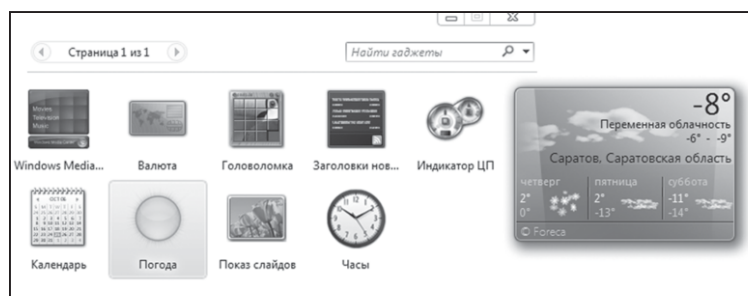 Страница 1 из 1
Найти гаджеты
Windows Media...
Валюта
Головоломка
Заголовки нов...
Индикатор ЦП
Календарь
Погода
Показ слайдов
Часы
-8°
Переменная облачность
-6° - -9°
Саратов, Саратовская область
четверг
пятница
суббота
2°
2°
-11°
0°
-13°
-14°
© Foreca